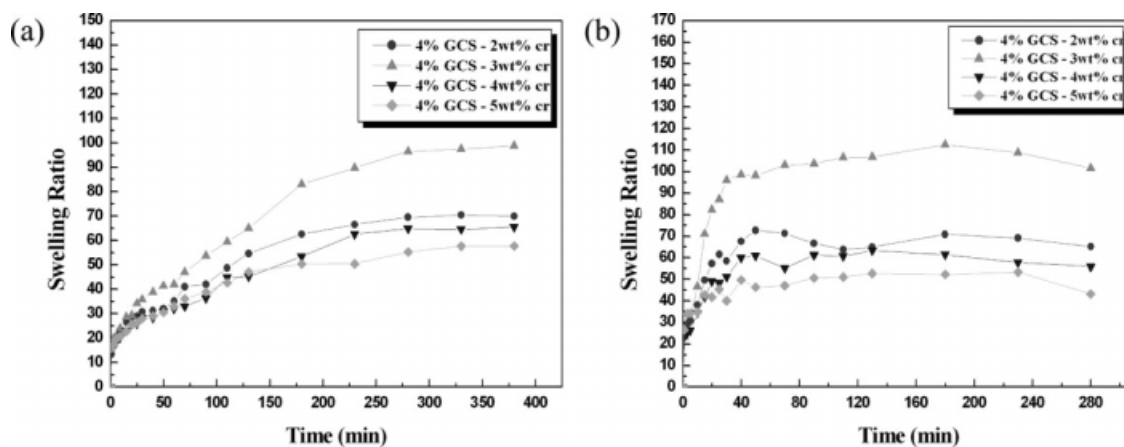 (a)
150
140
130
120
110
100
90
80
70
60
50
40
30
20
10
0
Swelling Ratio
4% GCS - 2wt% cr
4% GCS - 3wt% cr
4% GCS - 4wt% cr
4% GCS - 5wt% cr
0 50 100 150 200 250 300 350 400
Time (min)
(b)
170
160
150
140
130
120
110
100
90
80
70
60
50
40
30
20
10
0
Swelling Ratio
4% GCS - 2wt% cr
4% GCS - 3wt% cr
4% GCS - 4wt% cr
4% GCS - 5wt% cr
0 40 80 120 160 200 240 280
Time (min)